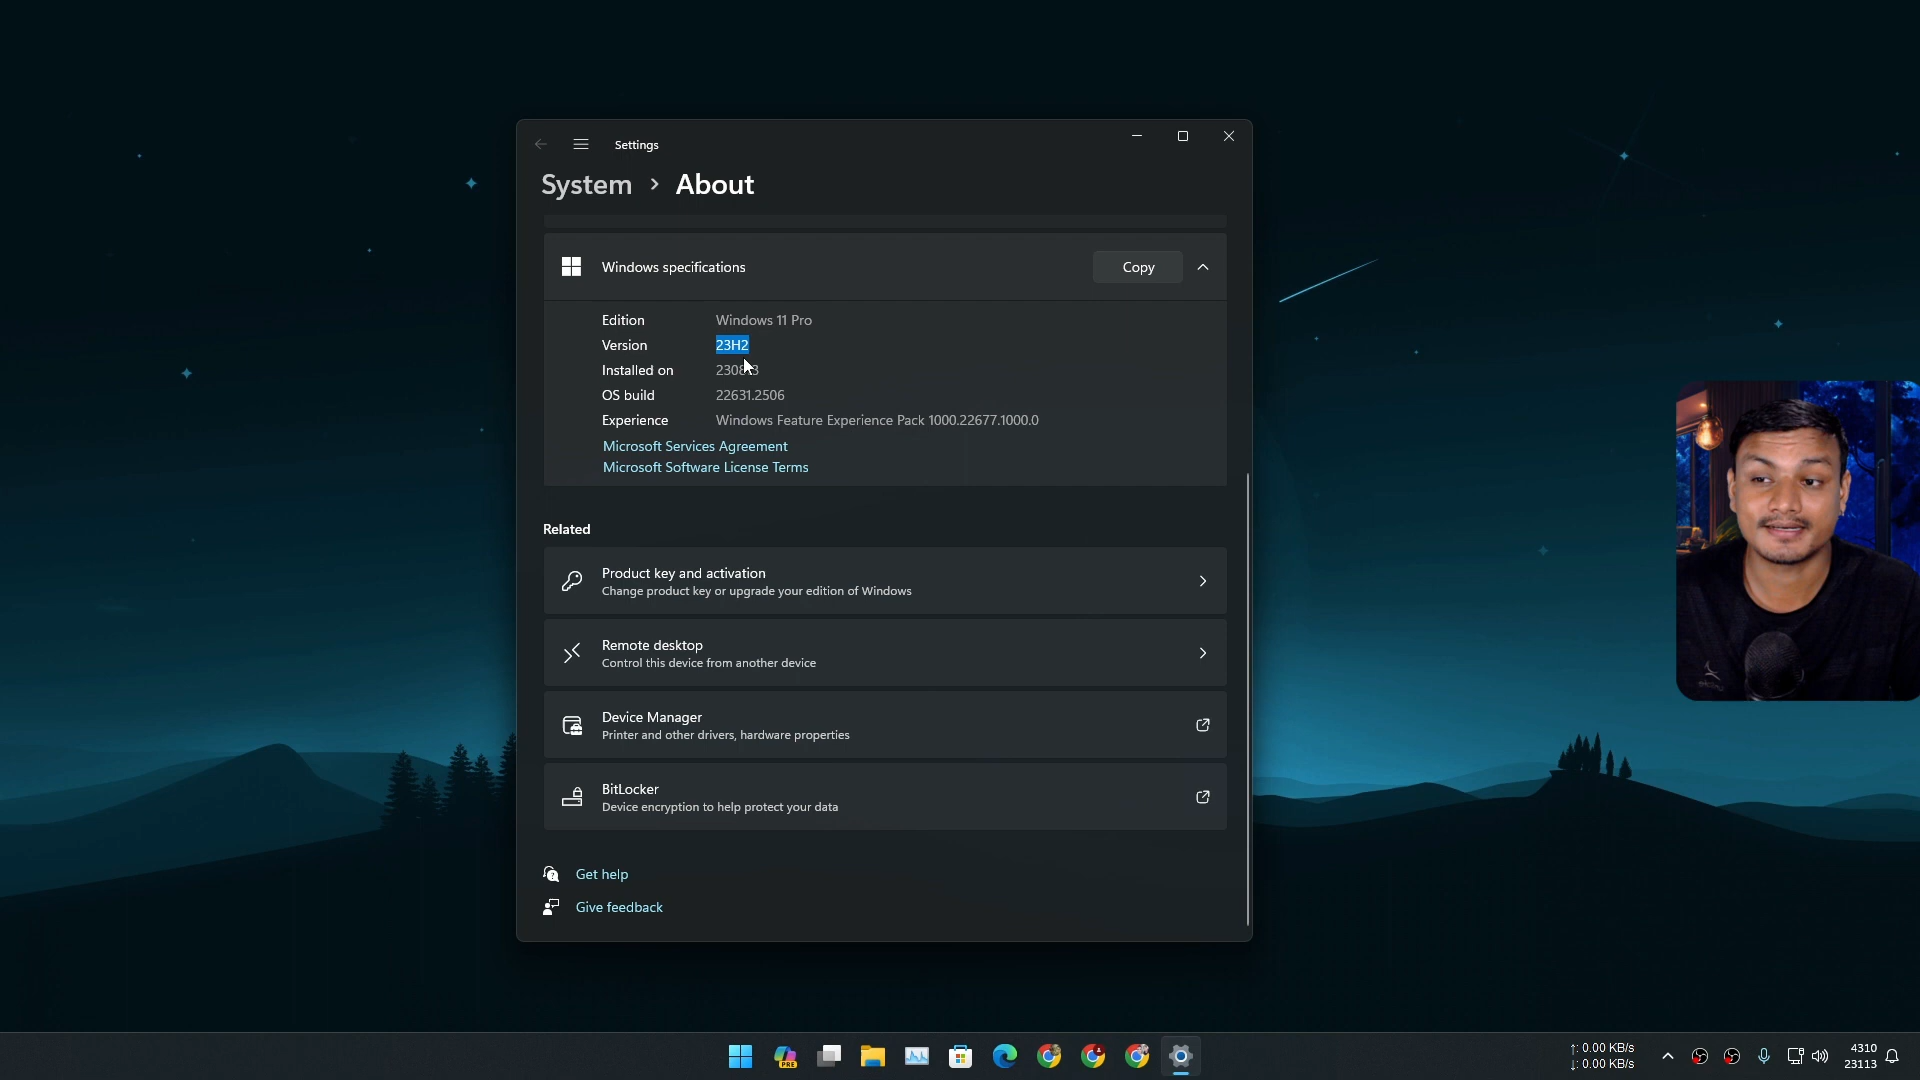 Settings
System > About
Windows specifications
Copy
Edition Windows 11 Pro
Version 23H2
Installed on
OS build 22631.2506
Experience Windows Feature Experience Pack 1000.22677.1000.0
Microsoft Services Agreement
Microsoft Software License Terms
Related
Product key and activation
Change product key or upgrade your edition of Windows
Remote desktop
Control this device from another device
Device Manager
Printer and other drivers, hardware properties
BitLocker
Device encryption to help protect your data
Get help
Give feedback
PRE
↑: 0.00 KB/s
↓: 0.00 KB/s
4310
23113